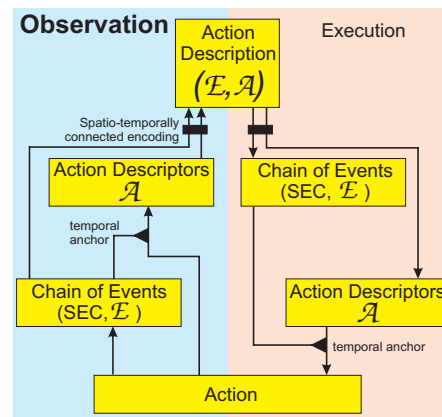 Observation
Execution
Action
Description
(ℰ, 𝒜)
Spatio-temporally
connected encoding
Action Descriptors
𝒜
temporal
anchor
Chain of Events
(SEC, ℰ )
Chain of Events
(SEC, ℰ )
Action Descriptors
𝒜
temporal anchor
Action